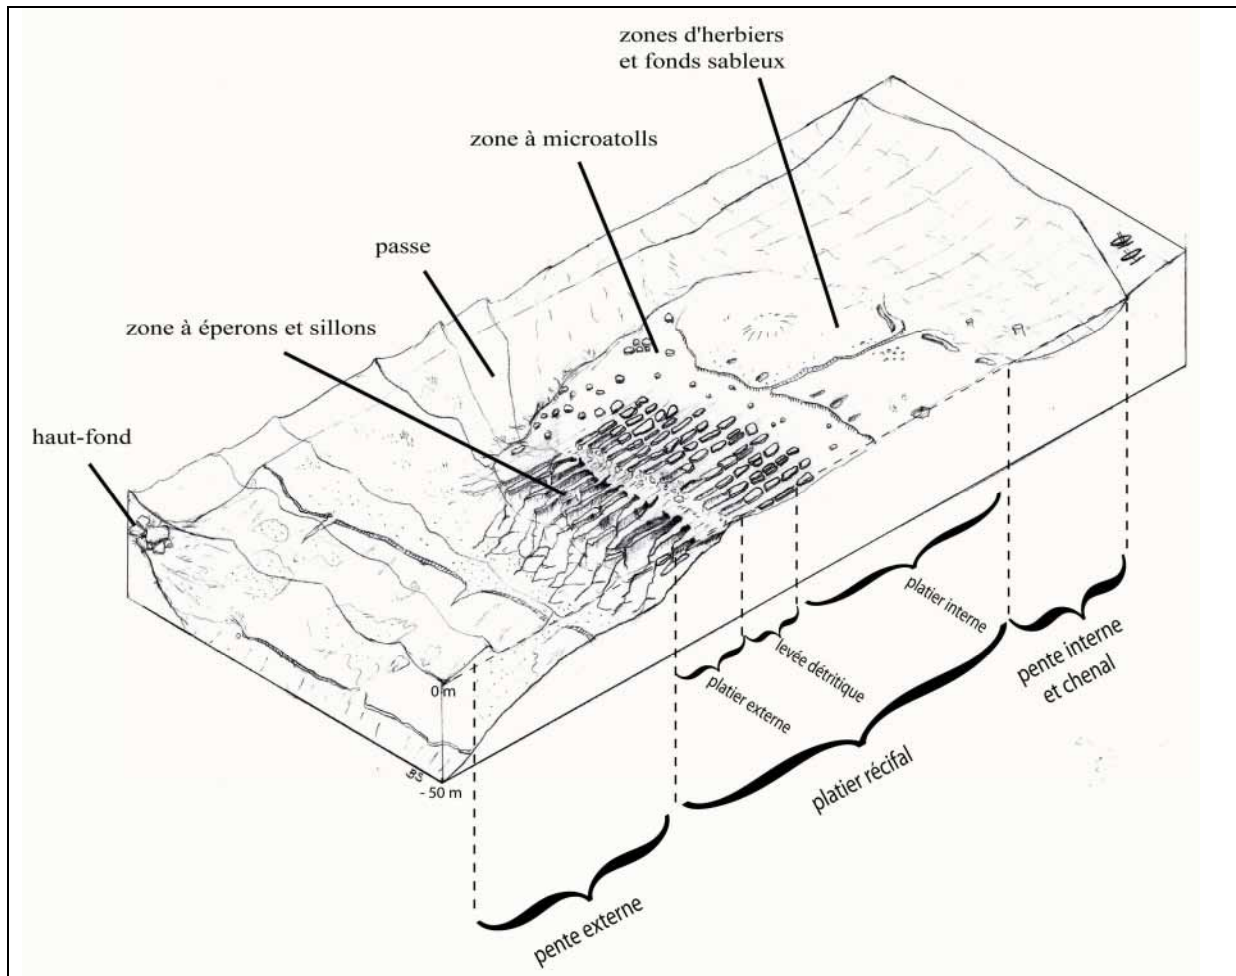 zones d'herbiers
et fonds sableux
zone à microatolls
passe
zone à éperons et sillons
haut-fond
0 m
BS
- 50 m
platier interne
levée détritique
platier externe
pente interne
et chenal
platier récifal
pente externe